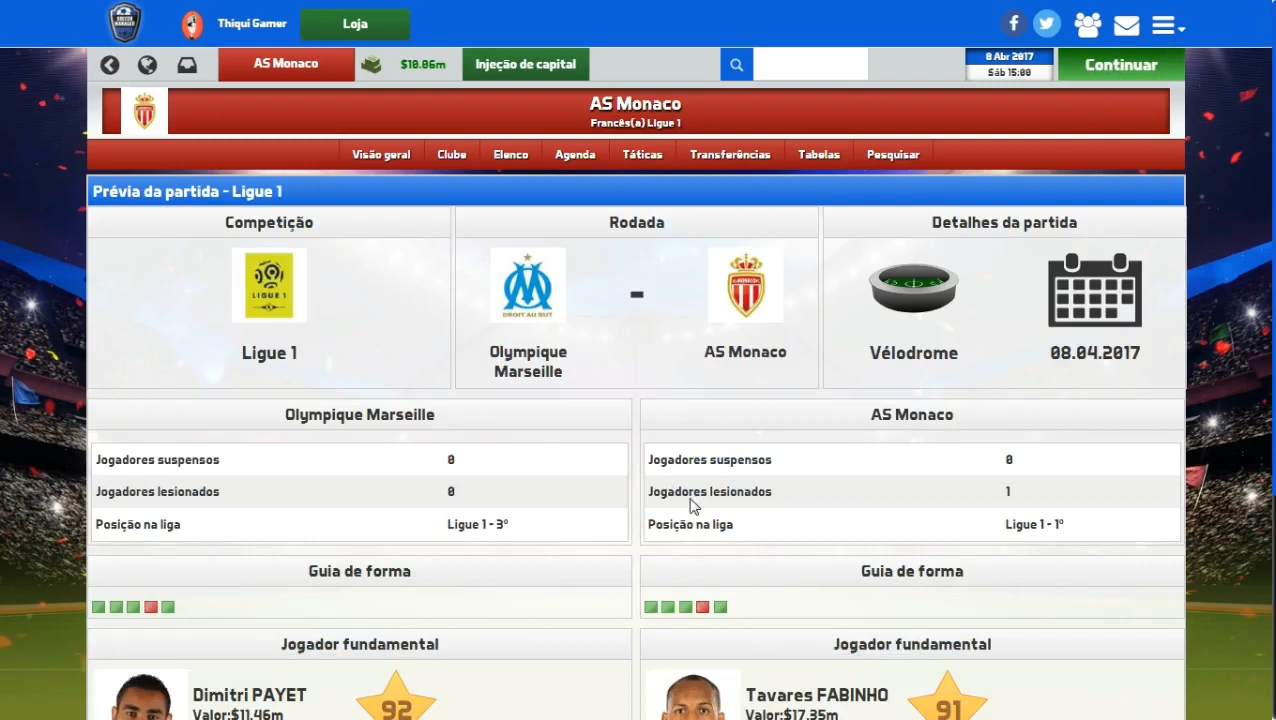 SOCCER MANAGER
Thiqui Gamer
Loja
AS Monaco
$10.06m
Injeção de capital
8 Abr 2017
Sáb 15:00
Continuar
AS Monaco
Francês(a) Ligue 1
Visão geral
Clube
Elenco
Agenda
Táticas
Transferências
Tabelas
Pesquisar
Prévia da partida - Ligue 1
Competição
Rodada
Detalhes da partida
LIGUE 1
DROIT AU BUT
-
Ligue 1
Olympique
Marseille
AS Monaco
Vélodrome
08.04.2017
Olympique Marseille
Jogadores suspensos 0
Jogadores lesionados 0
Posição na liga Ligue 1 - 3º
AS Monaco
Jogadores suspensos 0
Jogadores lesionados 1
Posição na liga Ligue 1 - 1º
Guia de forma
Guia de forma
Jogador fundamental
Dimitri PAYET
Valor:$11.46m
92
Jogador fundamental
Tavares FABINHO
Valor:$17.35m
91